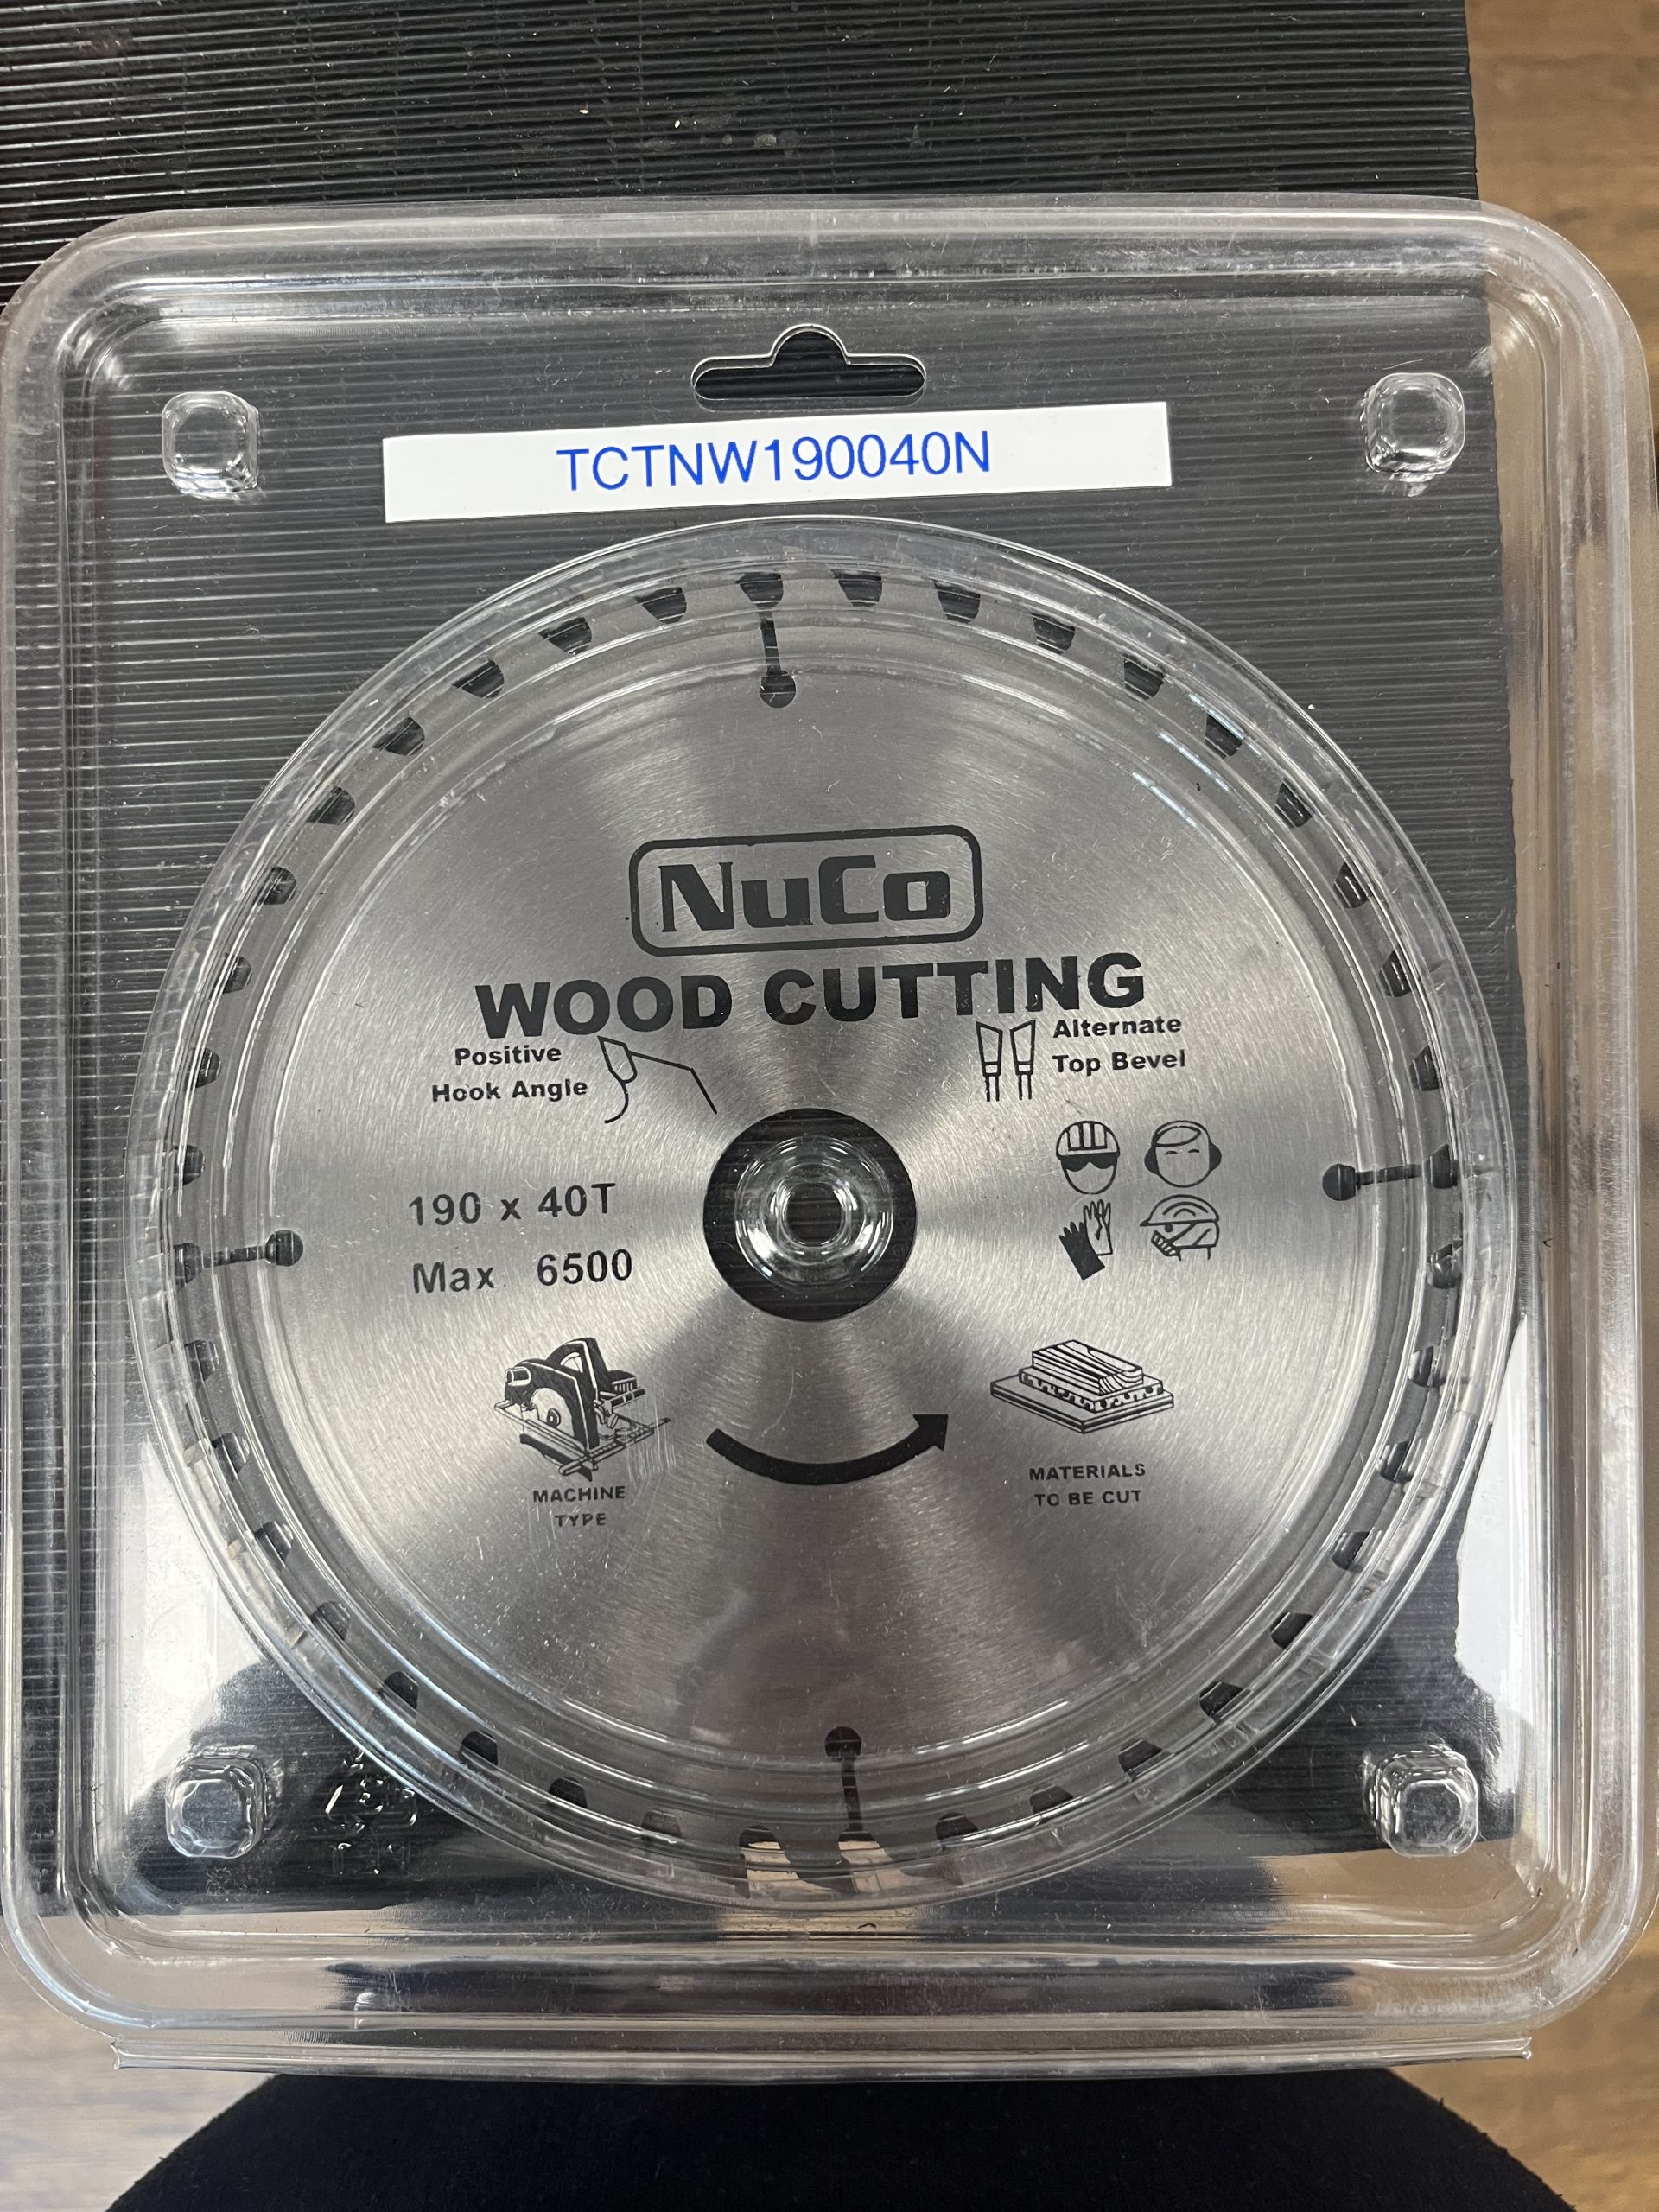 TCTNW190040N
NuCo
WOOD CUTTING
Positive
Hook Angle
Alternate
Top Bevel
190 x 40T
Max 6500
MACHINE
TYPE
MATERIALS
TO BE CUT